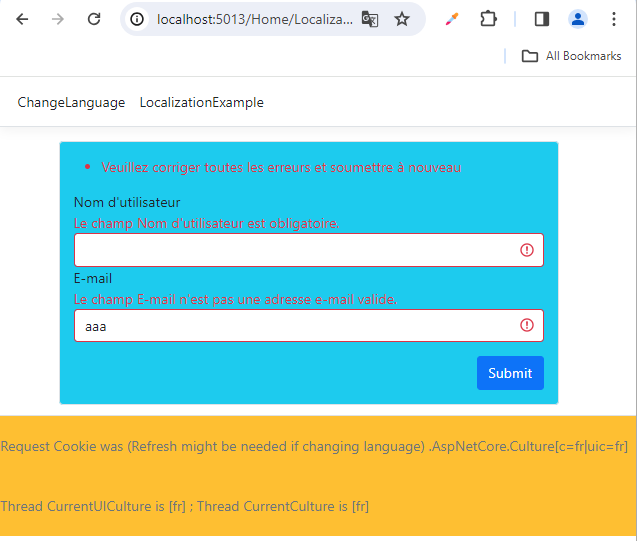 localhost:5013/Home/Localiza...
All Bookmarks
ChangeLanguage LocalizationExample
Veuillez corriger toutes les erreurs et soumettre à nouveau
Nom d'utilisateur
Le champ Nom d'utilisateur est obligatoire.
E-mail
Le champ E-mail n'est pas une adresse e-mail valide.
aaa
Submit
Request Cookie was (Refresh might be needed if changing language) .AspNetCore.Culture[c=fr|uic=fr]
Thread CurrentUICulture is [fr] ; Thread CurrentCulture is [fr]